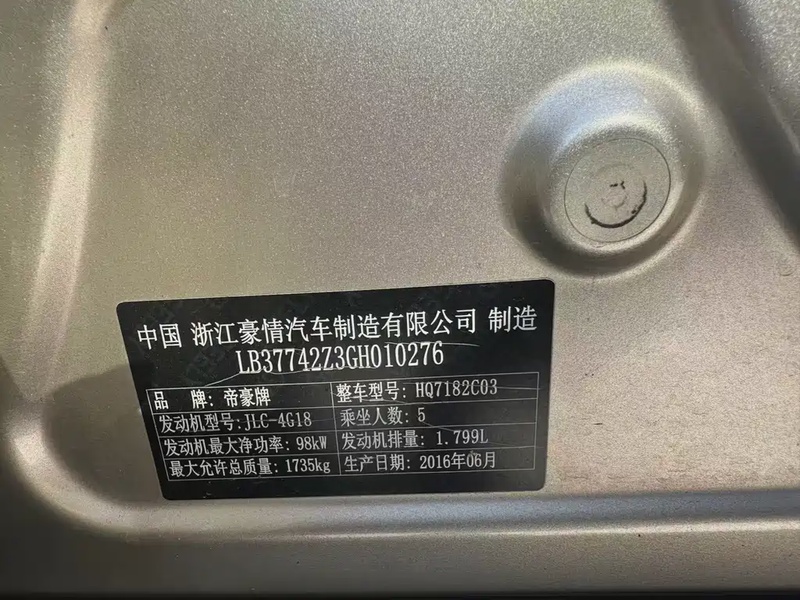 中国 浙江豪情汽车制造有限公司 制造
LB37742Z3GH010276
品 牌: 帝豪牌 整车型号: HQ7182C03
发动机型号: JLC-4G18 乘坐人数: 5
发动机最大净功率: 98kW 发动机排量: 1.799L
最大允许总质量: 1735kg 生产日期: 2016年06月